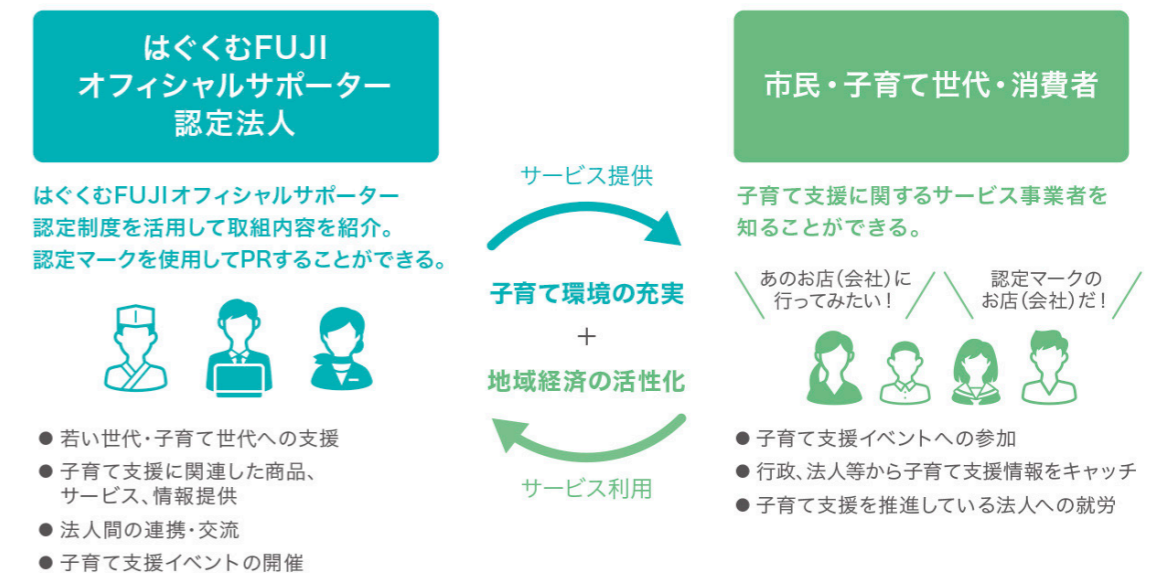 はぐくむFUJI
オフィシャルサポーター
認定法人
はぐくむFUJIオフィシャルサポーター
認定制度を活用して取組内容を紹介。
認定マークを使用してPRすることができる。
● 若い世代・子育て世代への支援
● 子育て支援に関連した商品、
サービス、情報提供
● 法人間の連携・交流
● 子育て支援イベントの開催
サービス提供
子育て環境の充実
+
地域経済の活性化
サービス利用
市民・子育て世代・消費者
子育て支援に関するサービス事業者を
知ることができる。
あのお店(会社)に
行ってみたい!
認定マークの
お店(会社)だ!
● 子育て支援イベントへの参加
● 行政、法人等から子育て支援情報をキャッチ
● 子育て支援を推進している法人への就労